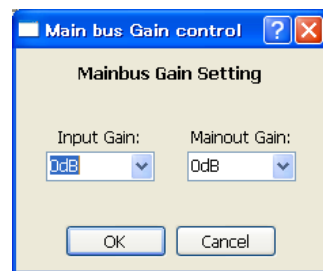 Main bus Gain control
Mainbus Gain Setting
Input Gain: Mainout Gain:
0dB 0dB
OK Cancel